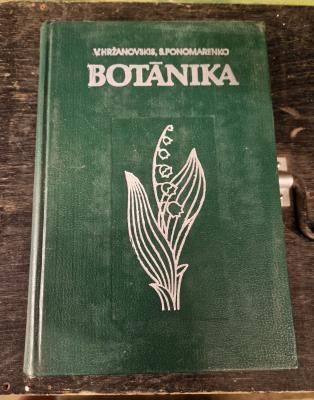 V.HRŽANOVSKIS, S.PONOMARENKO
BOTĀNIKA